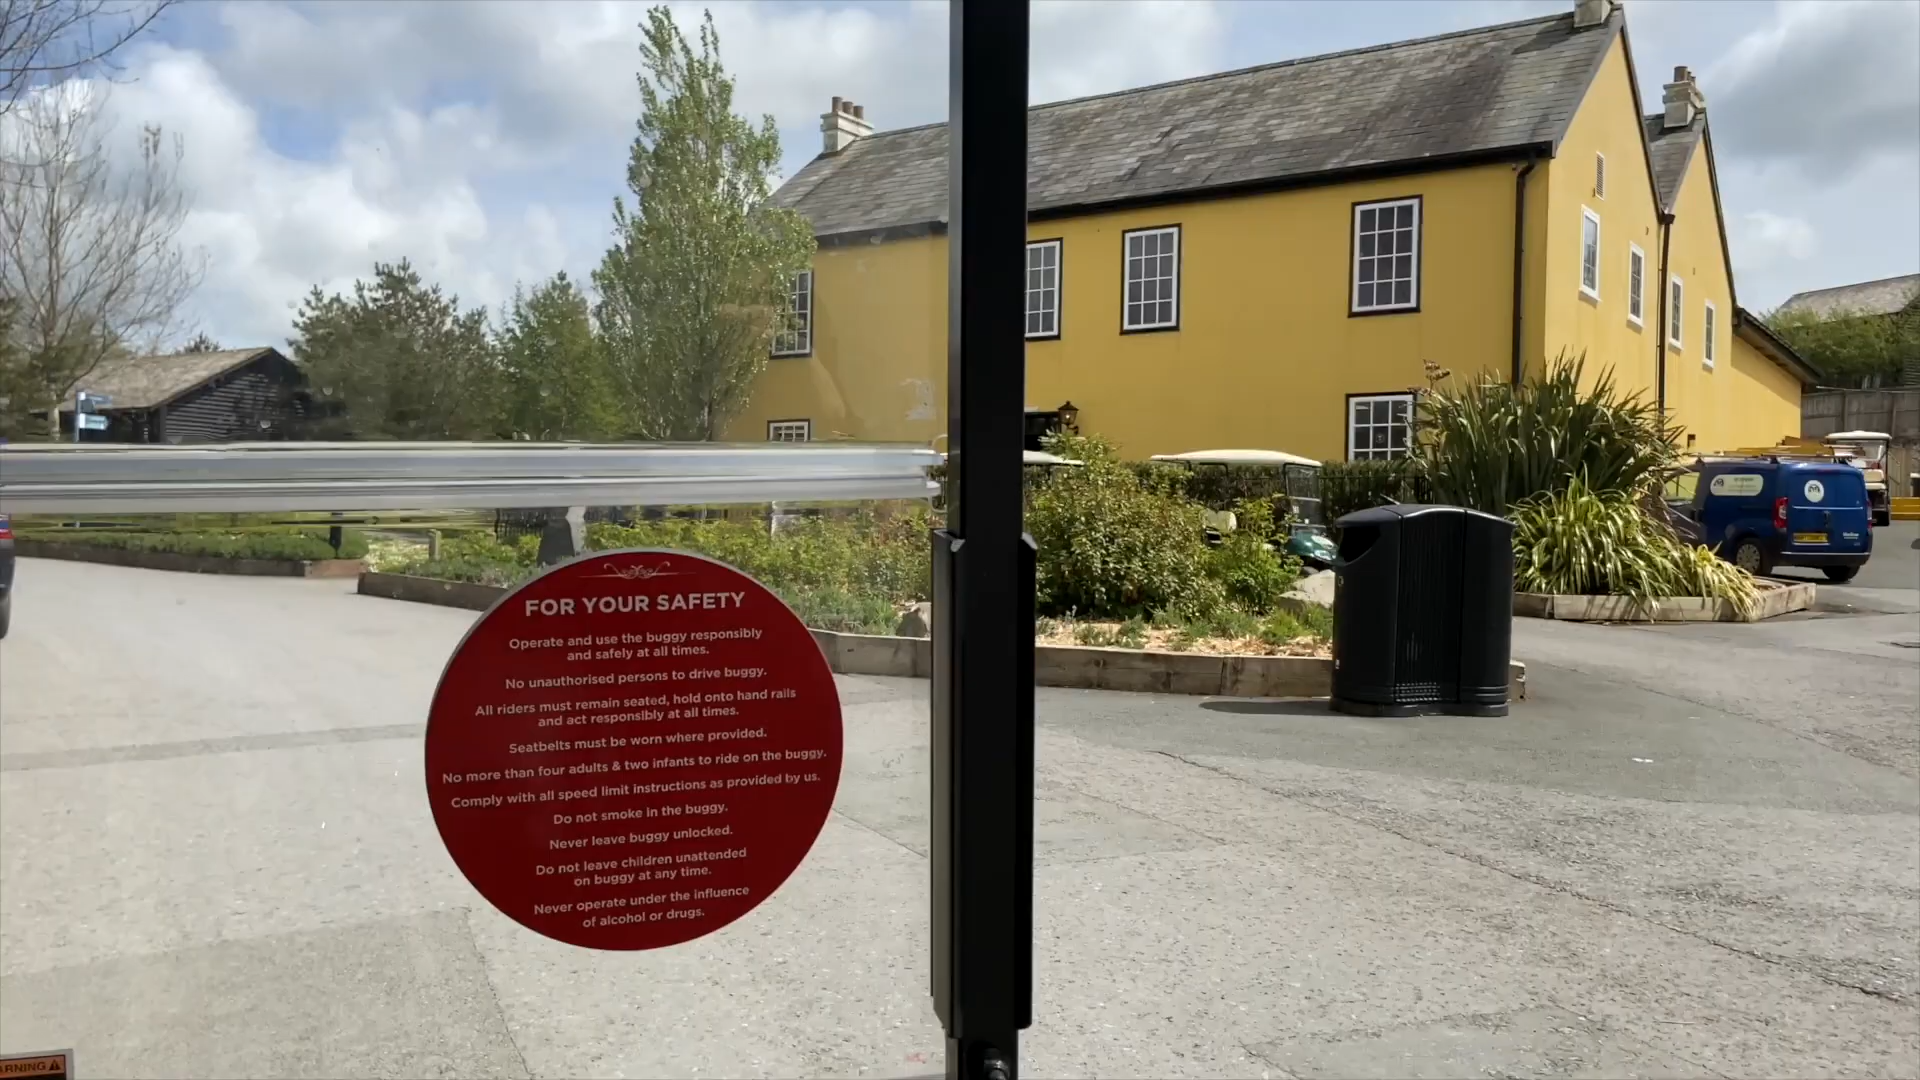 FOR YOUR SAFETY
Operate and use the buggy responsibly
and safely at all times.
No unauthorised persons to drive buggy.
All riders must remain seated, hold onto hand rails
and act responsibly at all times.
Seatbelts must be worn where provided.
No more than four adults & two infants to ride on the buggy.
Comply with all speed limit instructions as provided by us.
Do not smoke in the buggy.
Never leave buggy unlocked.
Do not leave children unattended
on buggy at any time.
Never operate under the influence
of alcohol or drugs.
ARNING